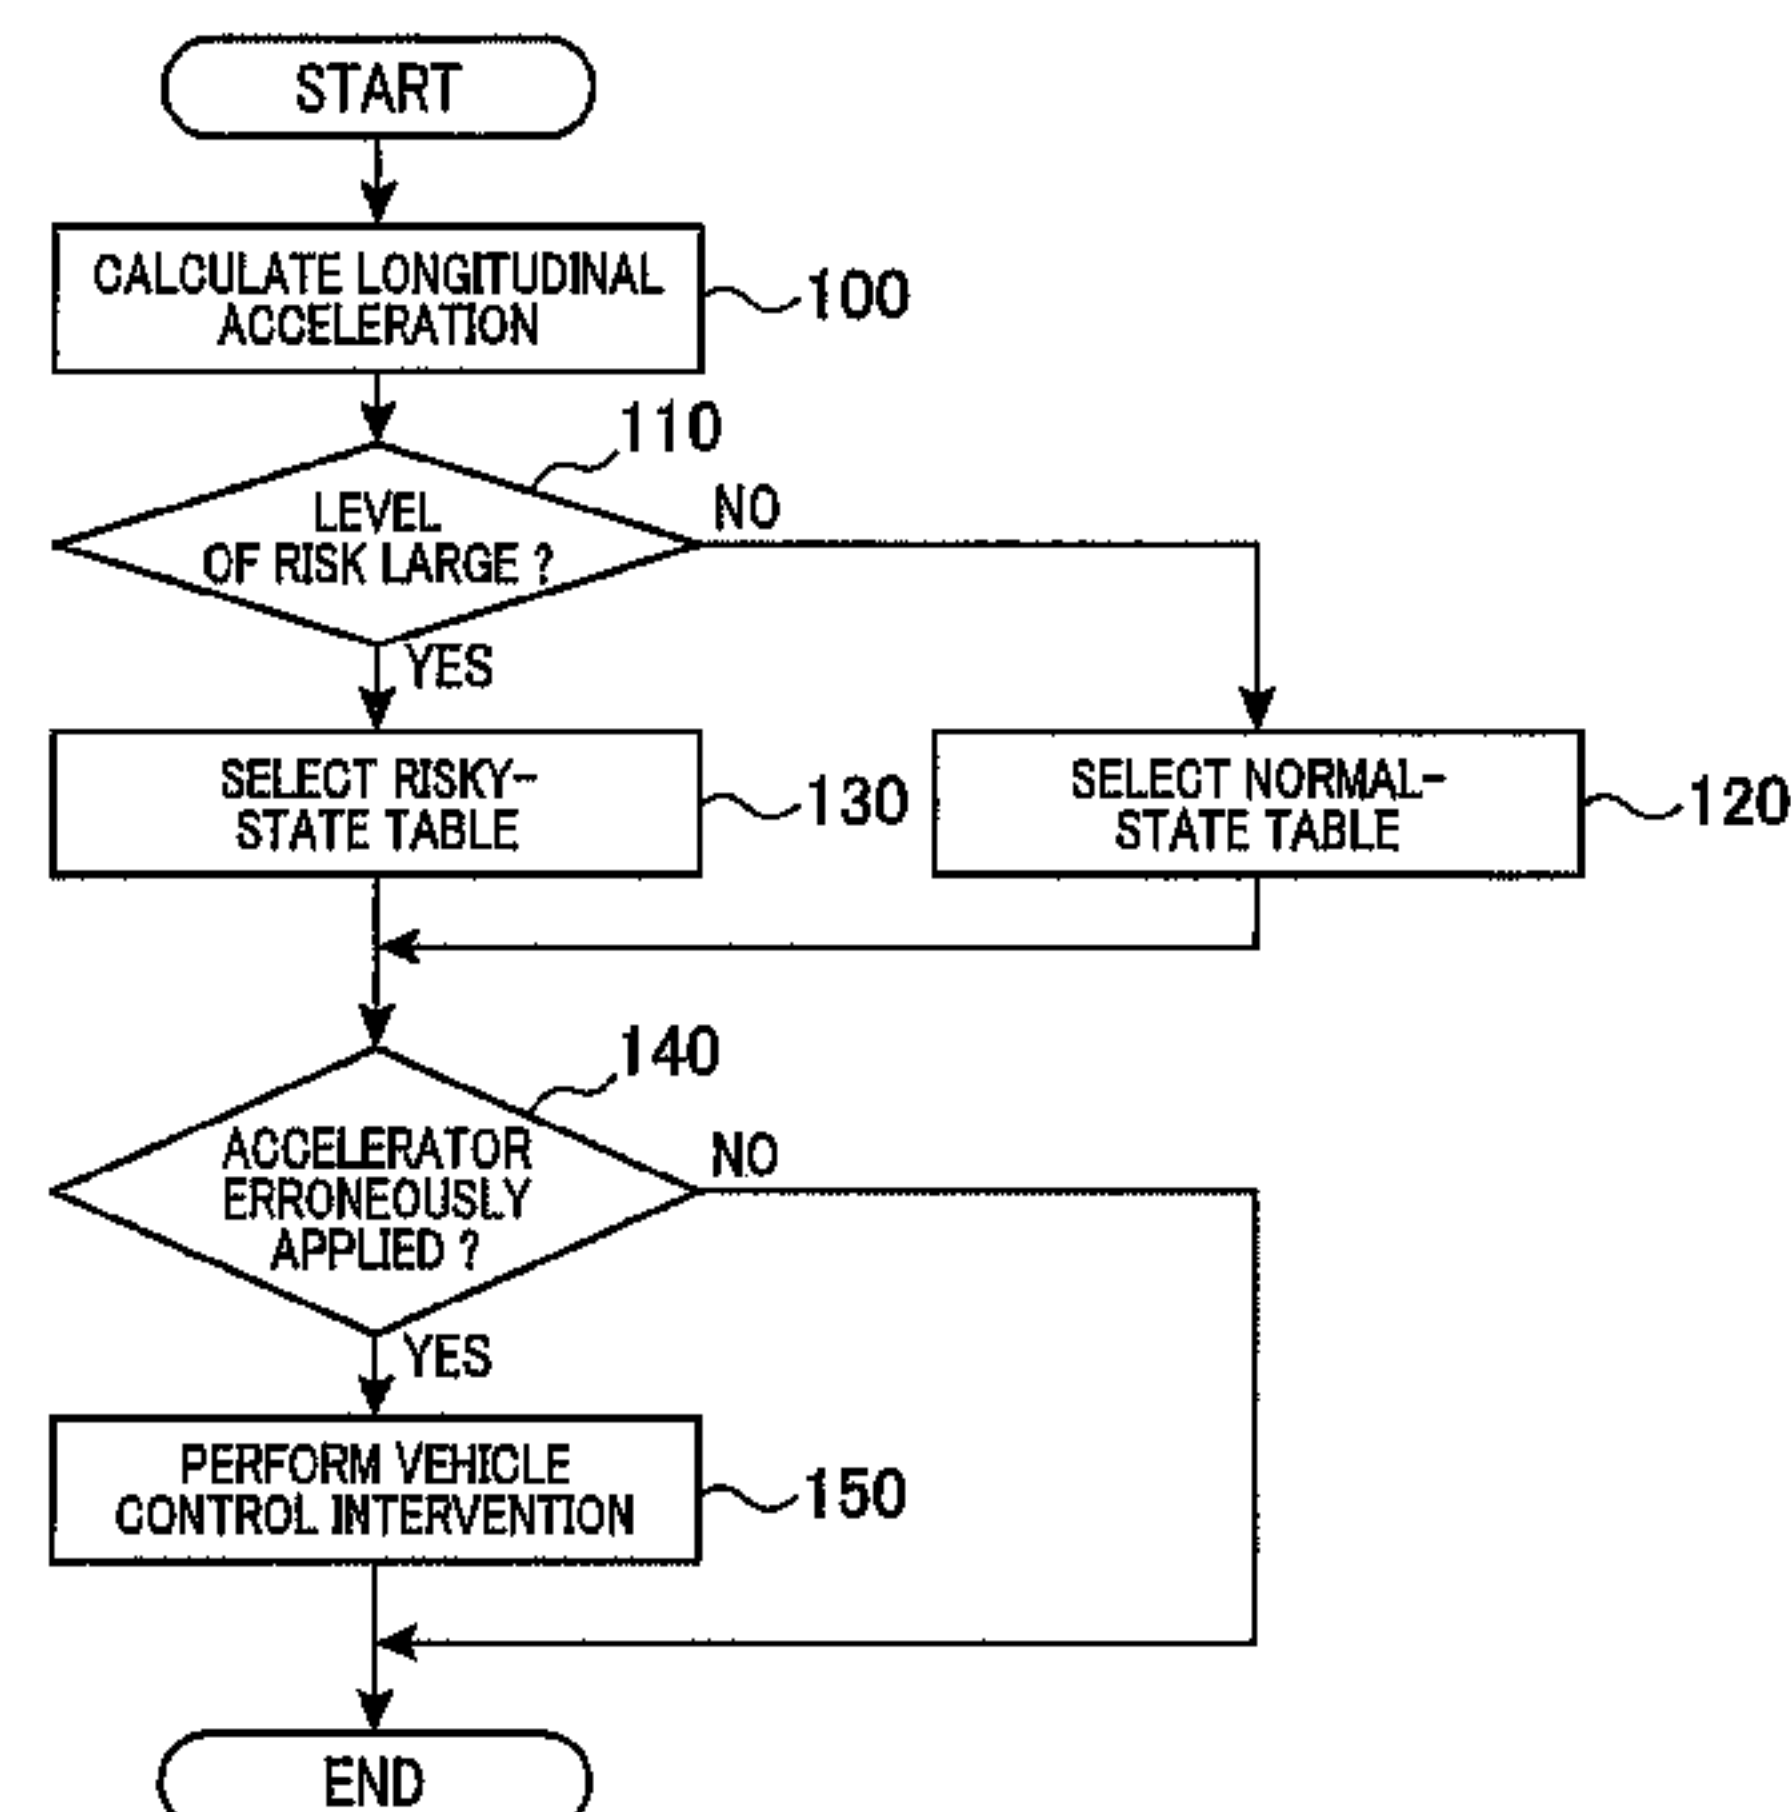 START
CALCULATE LONGITUDINAL
ACCELERATION
100
110
LEVEL
OF RISK LARGE ?
NO
YES
SELECT RISKY-
STATE TABLE
130
SELECT NORMAL-
STATE TABLE
120
140
ACCELERATOR
ERRONEOUSLY
APPLIED ?
NO
YES
PERFORM VEHICLE
CONTROL INTERVENTION
150
END